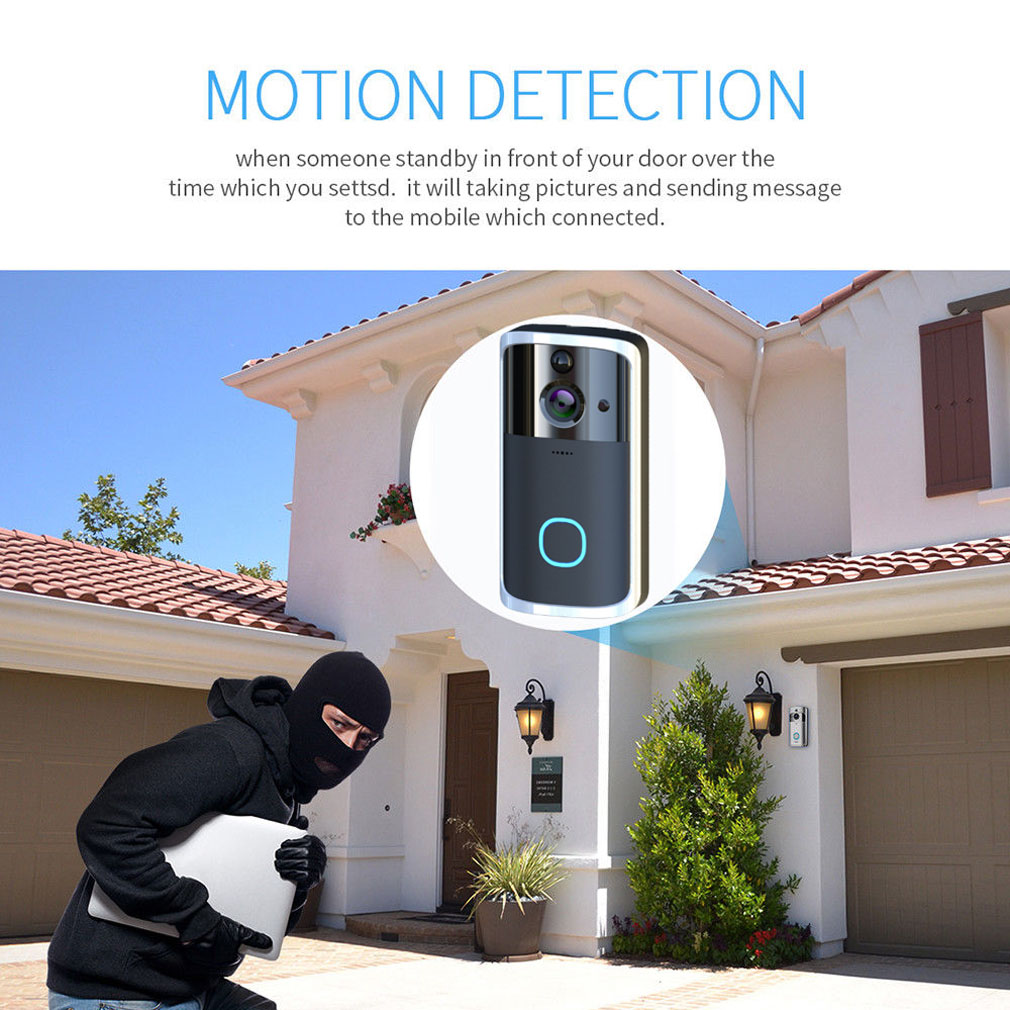 MOTION DETECTION
when someone standby in front of your door over the
time which you settsd. it will taking pictures and sending message
to the mobile which connected.